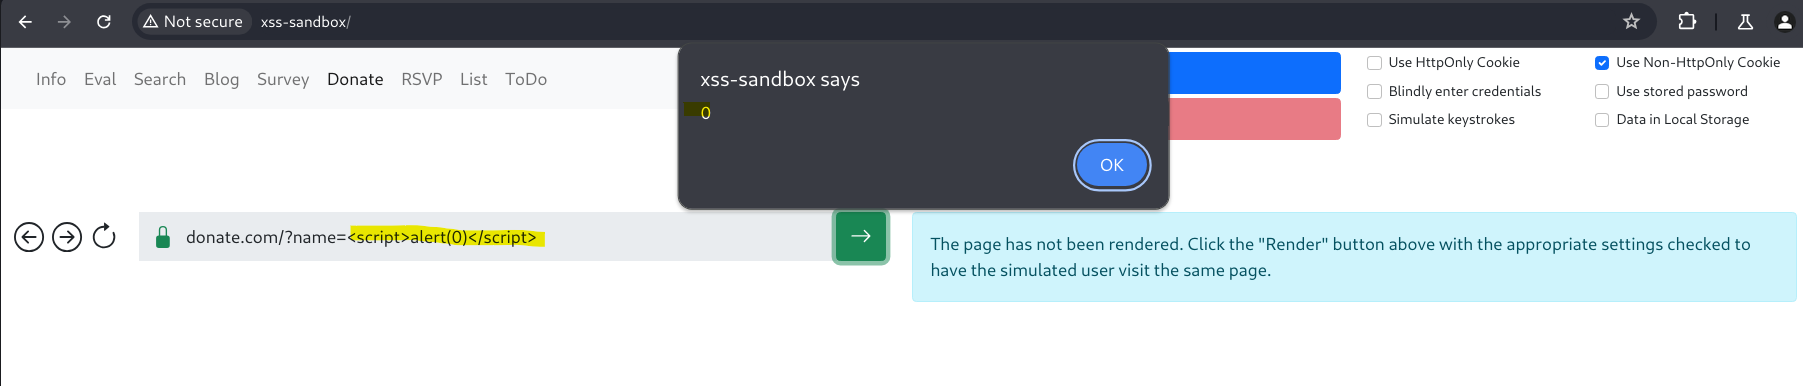 Not secure xss-sandbox/
Info Eval Search Blog Survey Donate RSVP List ToDo
xss-sandbox says
0
OK
Use HttpOnly Cookie Use Non-HttpOnly Cookie
Blindly enter credentials Use stored password
Simulate keystrokes Data in Local Storage
donate.com/?name=<script>alert(0)</script>
The page has not been rendered. Click the "Render" button above with the appropriate settings checked to
have the simulated user visit the same page.